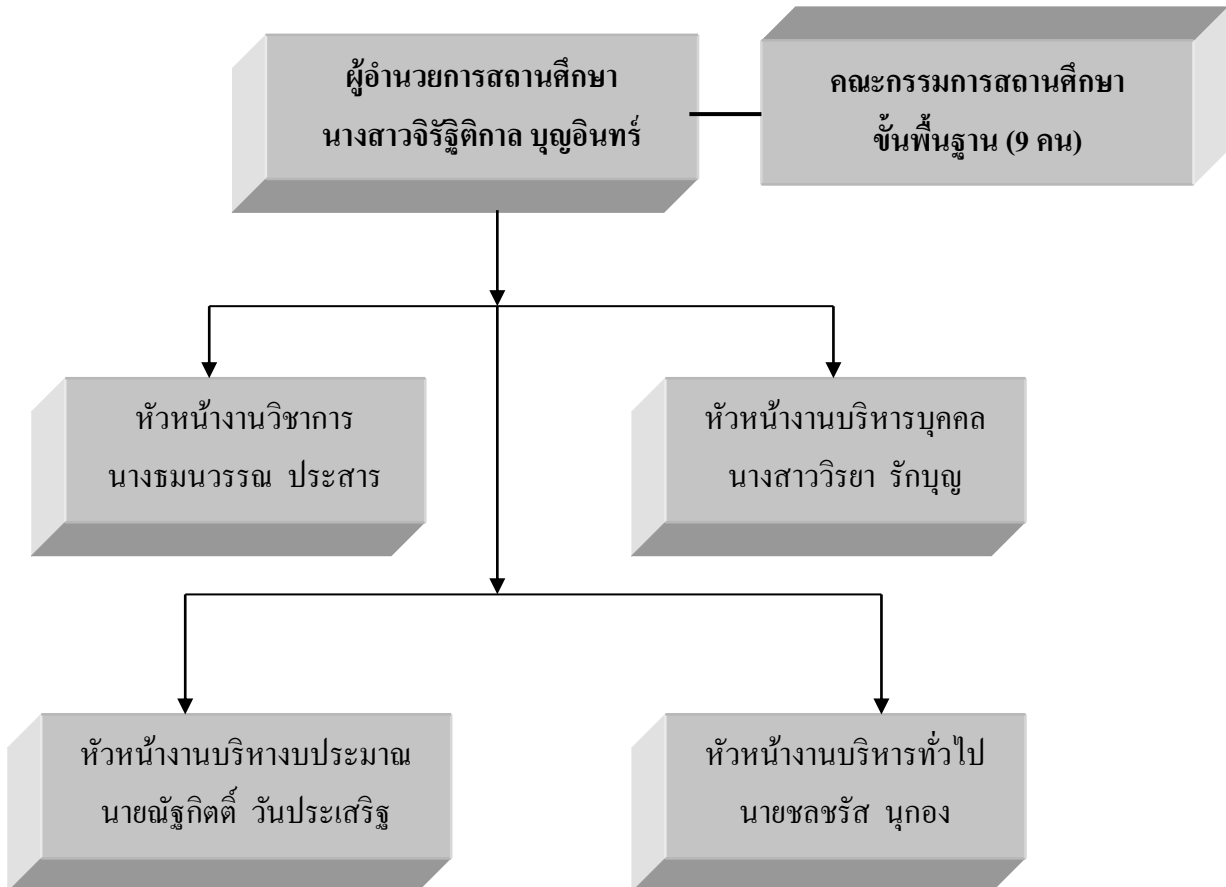 ผู้อำนวยการสถานศึกษา
นางสาวจิรัฐิติกาล บุญอินทร์
คณะกรรมการสถานศึกษา
ขั้นพื้นฐาน (9 คน)
หัวหน้างานวิชาการ
นางธมนวรรณ ประสาร
หัวหน้างานบริหารบุคคล
นางสาววิรยา รักบุญ
หัวหน้างานบริหางบประมาณ
นายณัฐกิตติ์ วันประเสริฐ
หัวหน้างานบริหารทั่วไป
นายชลชรัส นุกอง